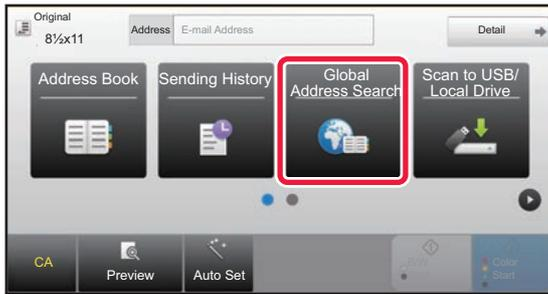 Original
8½x11
Address
E-mail Address
Detail
Address Book
Sending History
Global
Address Search
Scan to USB/
Local Drive
CA
Preview
Auto Set
B/W
Start
Color
Start